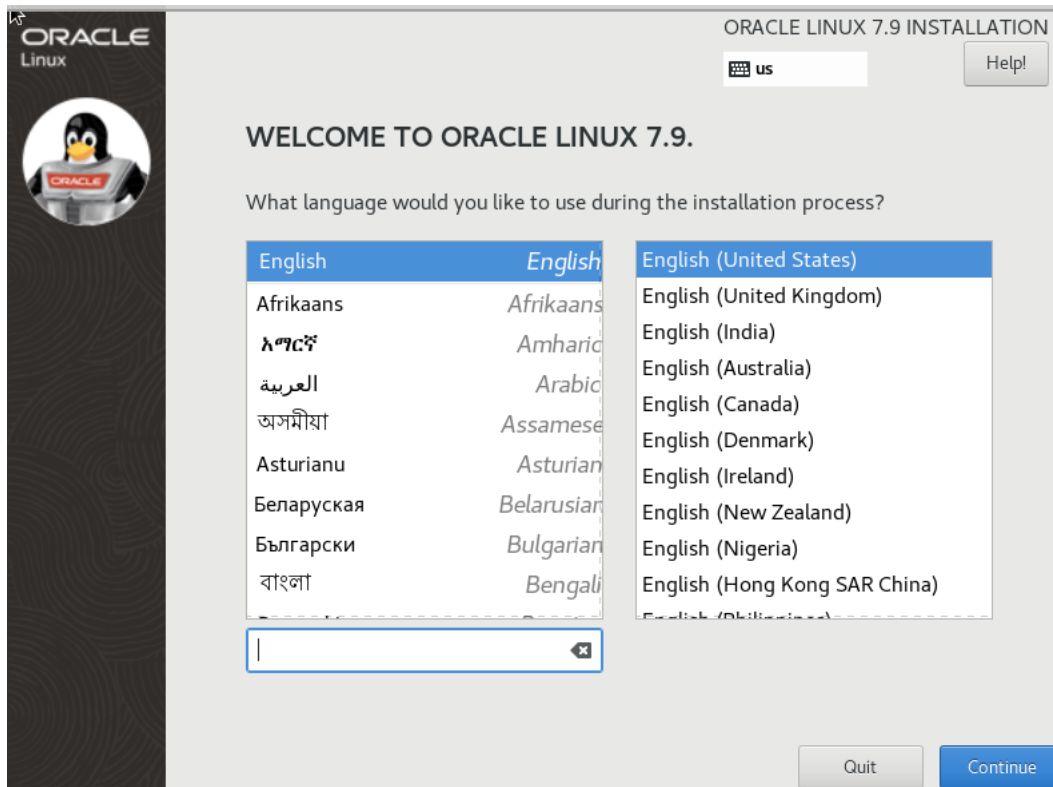 ORACLE
Linux
ORACLE
ORACLE LINUX 7.9 INSTALLATION
us
Help!
WELCOME TO ORACLE LINUX 7.9.
What language would you like to use during the installation process?
English English
Afrikaans Afrikaans
አማርኛ Amharic
العربية Arabic
অসমীয়া Assamese
Asturianu Asturian
Беларуская Belarusian
Български Bulgarian
বাংলা Bengali
English (United States)
English (United Kingdom)
English (India)
English (Australia)
English (Canada)
English (Denmark)
English (Ireland)
English (New Zealand)
English (Nigeria)
English (Hong Kong SAR China)
English (Philippines)
Quit
Continue